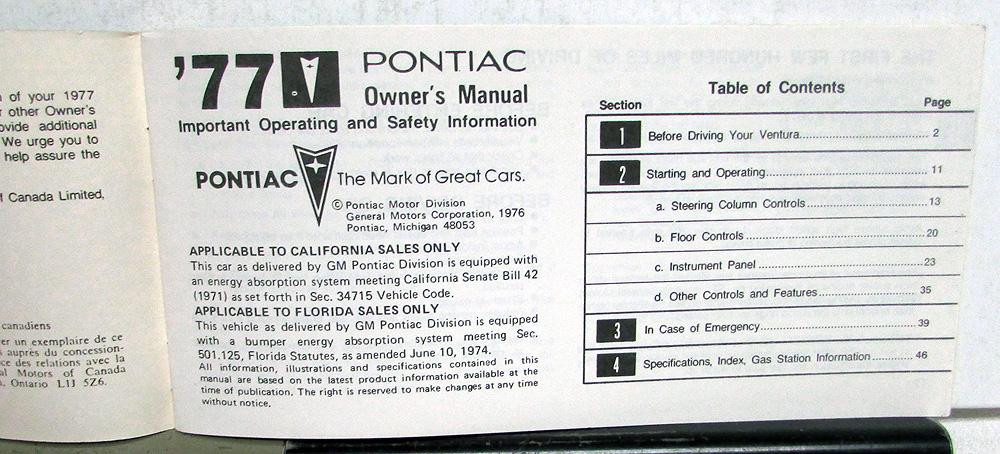 n of your 1977
r other Owner's
ovide additional
We urge you to
help assure the
f Canada Limited,
canadiens
er un exemplaire de ce
s auprès du concession-
ce des relations avec la
al Motors of Canada
, Ontario L1J 5Z6.
'77 PONTIAC
Owner's Manual
Important Operating and Safety Information
PONTIAC The Mark of Great Cars.
© Pontiac Motor Division
General Motors Corporation, 1976
Pontiac, Michigan 48053
APPLICABLE TO CALIFORNIA SALES ONLY
This car as delivered by GM Pontiac Division is equipped with
an energy absorption system meeting California Senate Bill 42
(1971) as set forth in Sec. 34715 Vehicle Code.
APPLICABLE TO FLORIDA SALES ONLY
This vehicle as delivered by GM Pontiac Division is equipped
with a bumper energy absorption system meeting Sec.
501.125, Florida Statutes, as amended June 10, 1974.
All information, illustrations and specifications contained in this
manual are based on the latest product information available at the
time of publication. The right is reserved to make changes at any time
without notice.
Table of Contents
Section Page
1 Before Driving Your Ventura 2
2 Starting and Operating 11
a. Steering Column Controls 13
b. Floor Controls 20
c. Instrument Panel 23
d. Other Controls and Features 35
3 In Case of Emergency 39
4 Specifications, Index, Gas Station Information 46